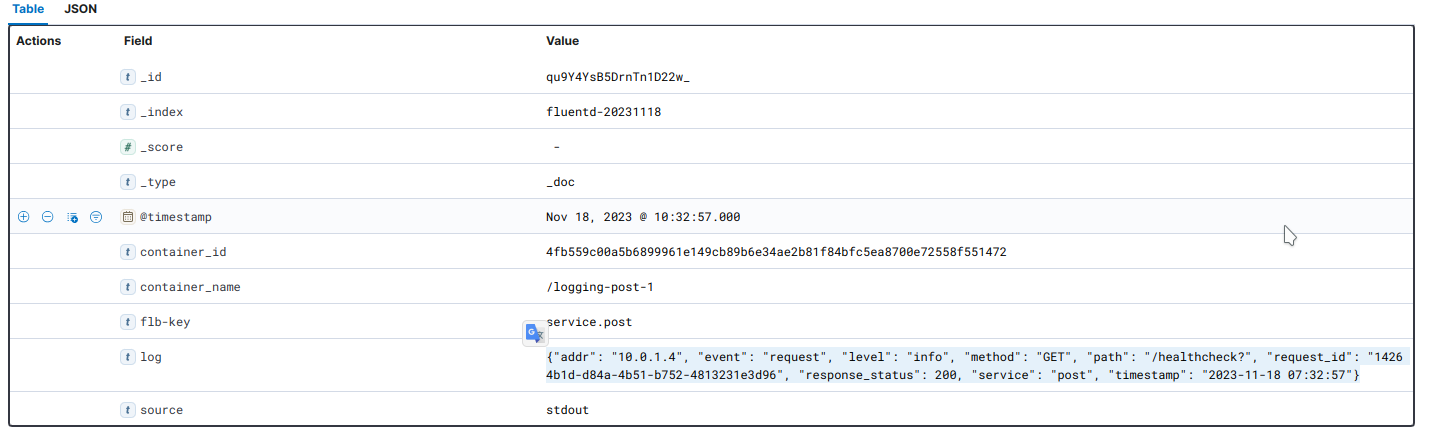 Table JSON
Actions Field Value
t _id qu9Y4YsB5DrnTn1D22w_
t _index fluentd-20231118
# _score -
t _type _doc
@timestamp Nov 18, 2023 @ 10:32:57.000
t container_id 4fb559c00a5b6899961e149cb89b6e34ae2b81f84bfc5ea8700e72558f551472
t container_name /logging-post-1
t flb-key service.post
t log {"addr": "10.0.1.4", "event": "request", "level": "info", "method": "GET", "path": "/healthcheck?", "request_id": "1426
4b1d-d84a-4b51-b752-4813231e3d96", "response_status": 200, "service": "post", "timestamp": "2023-11-18 07:32:57"}
t source stdout